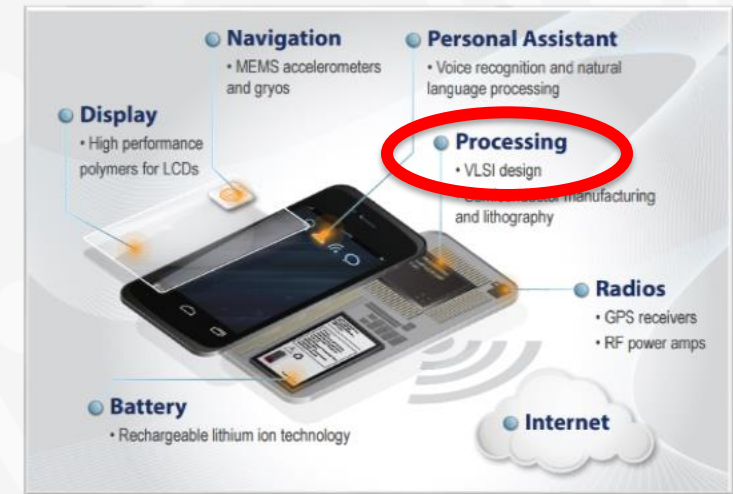 Navigation
• MEMS accelerometers
and gryos
Personal Assistant
• Voice recognition and natural
language processing
Display
• High performance
polymers for LCDs
Processing
• VLSI design
• Semiconductor manufacturing
and lithography
Radios
• GPS receivers
• RF power amps
Battery
• Rechargeable lithium ion technology
Internet